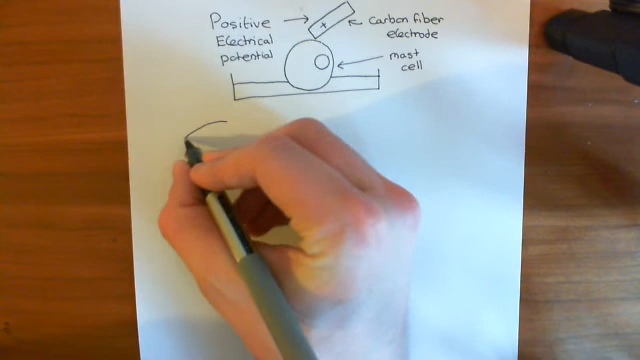 Positive
Electrical
potential
+
Carbon fiber
electrode
mast
cell